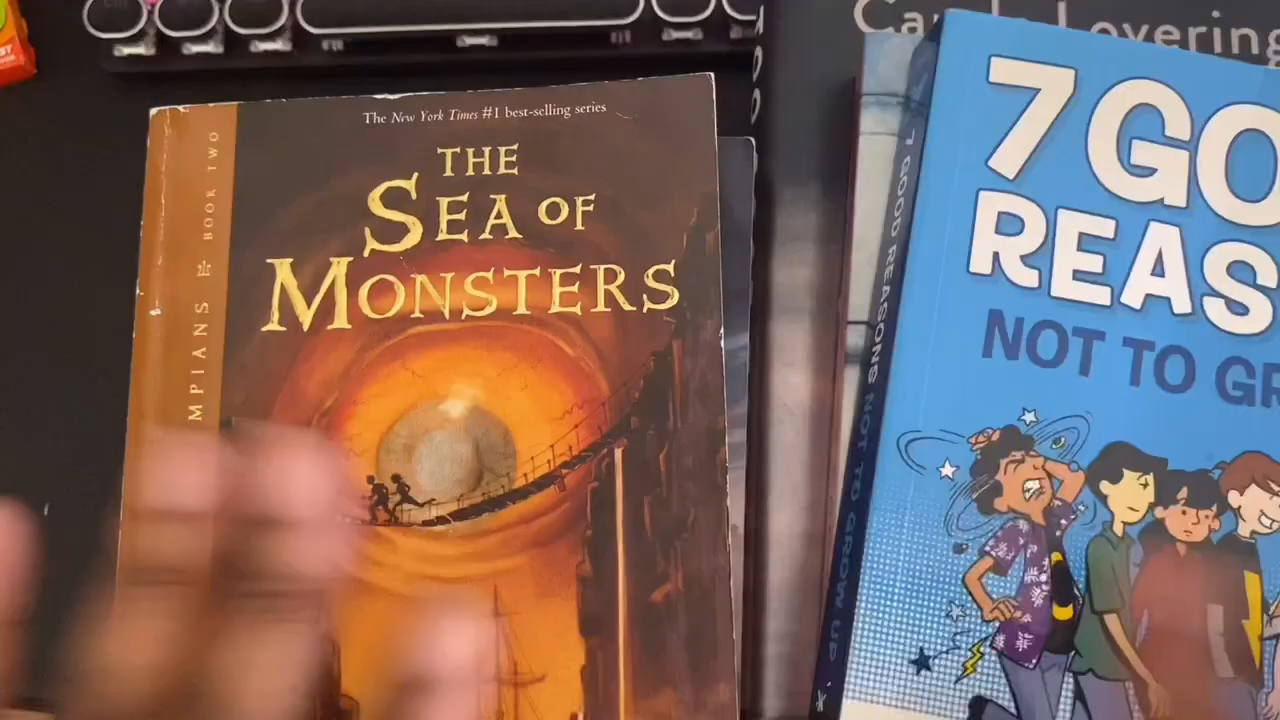 The New York Times #1 best-selling series
THE
SEA OF
MONSTERS
MPIANS BOOK TWO
Lovering
7 GO
REAS
NOT TO GR
7 GOOD REASONS NOT TO GROW UP